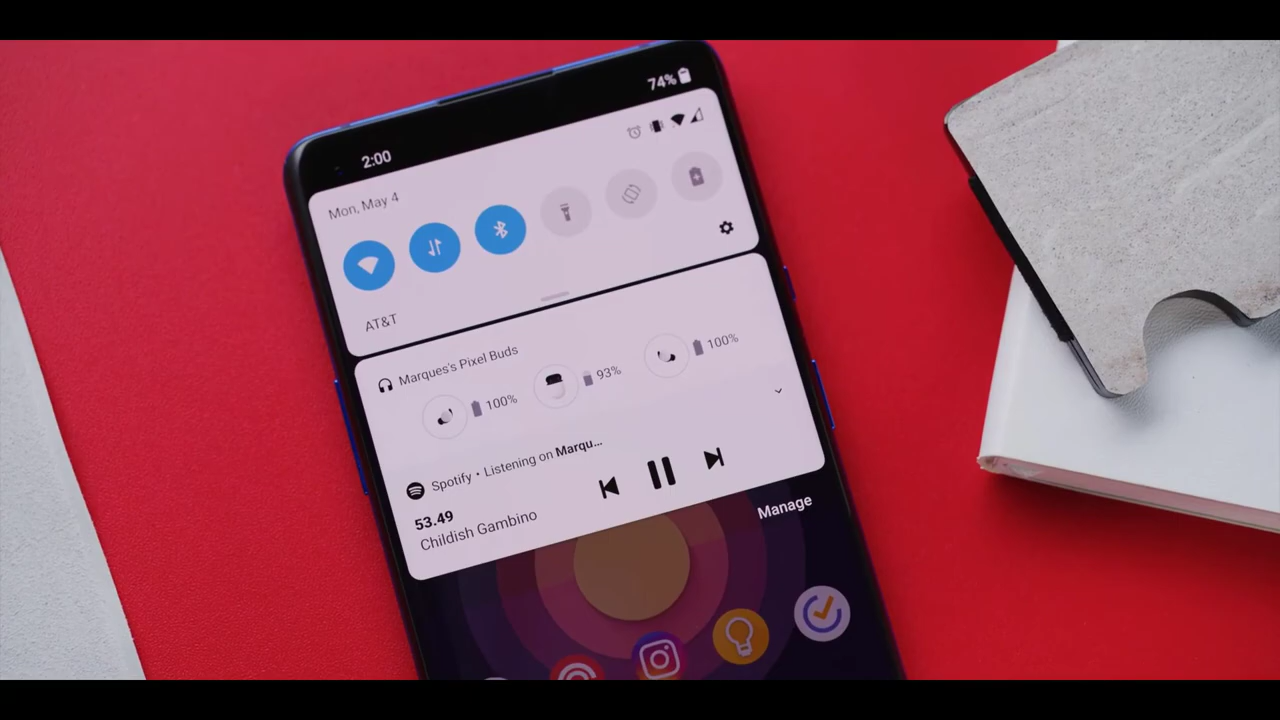 74%
2:00
Mon, May 4
AT&T
Marques's Pixel Buds
100%
93%
100%
Spotify • Listening on Marqu...
53.49
Childish Gambino
Manage